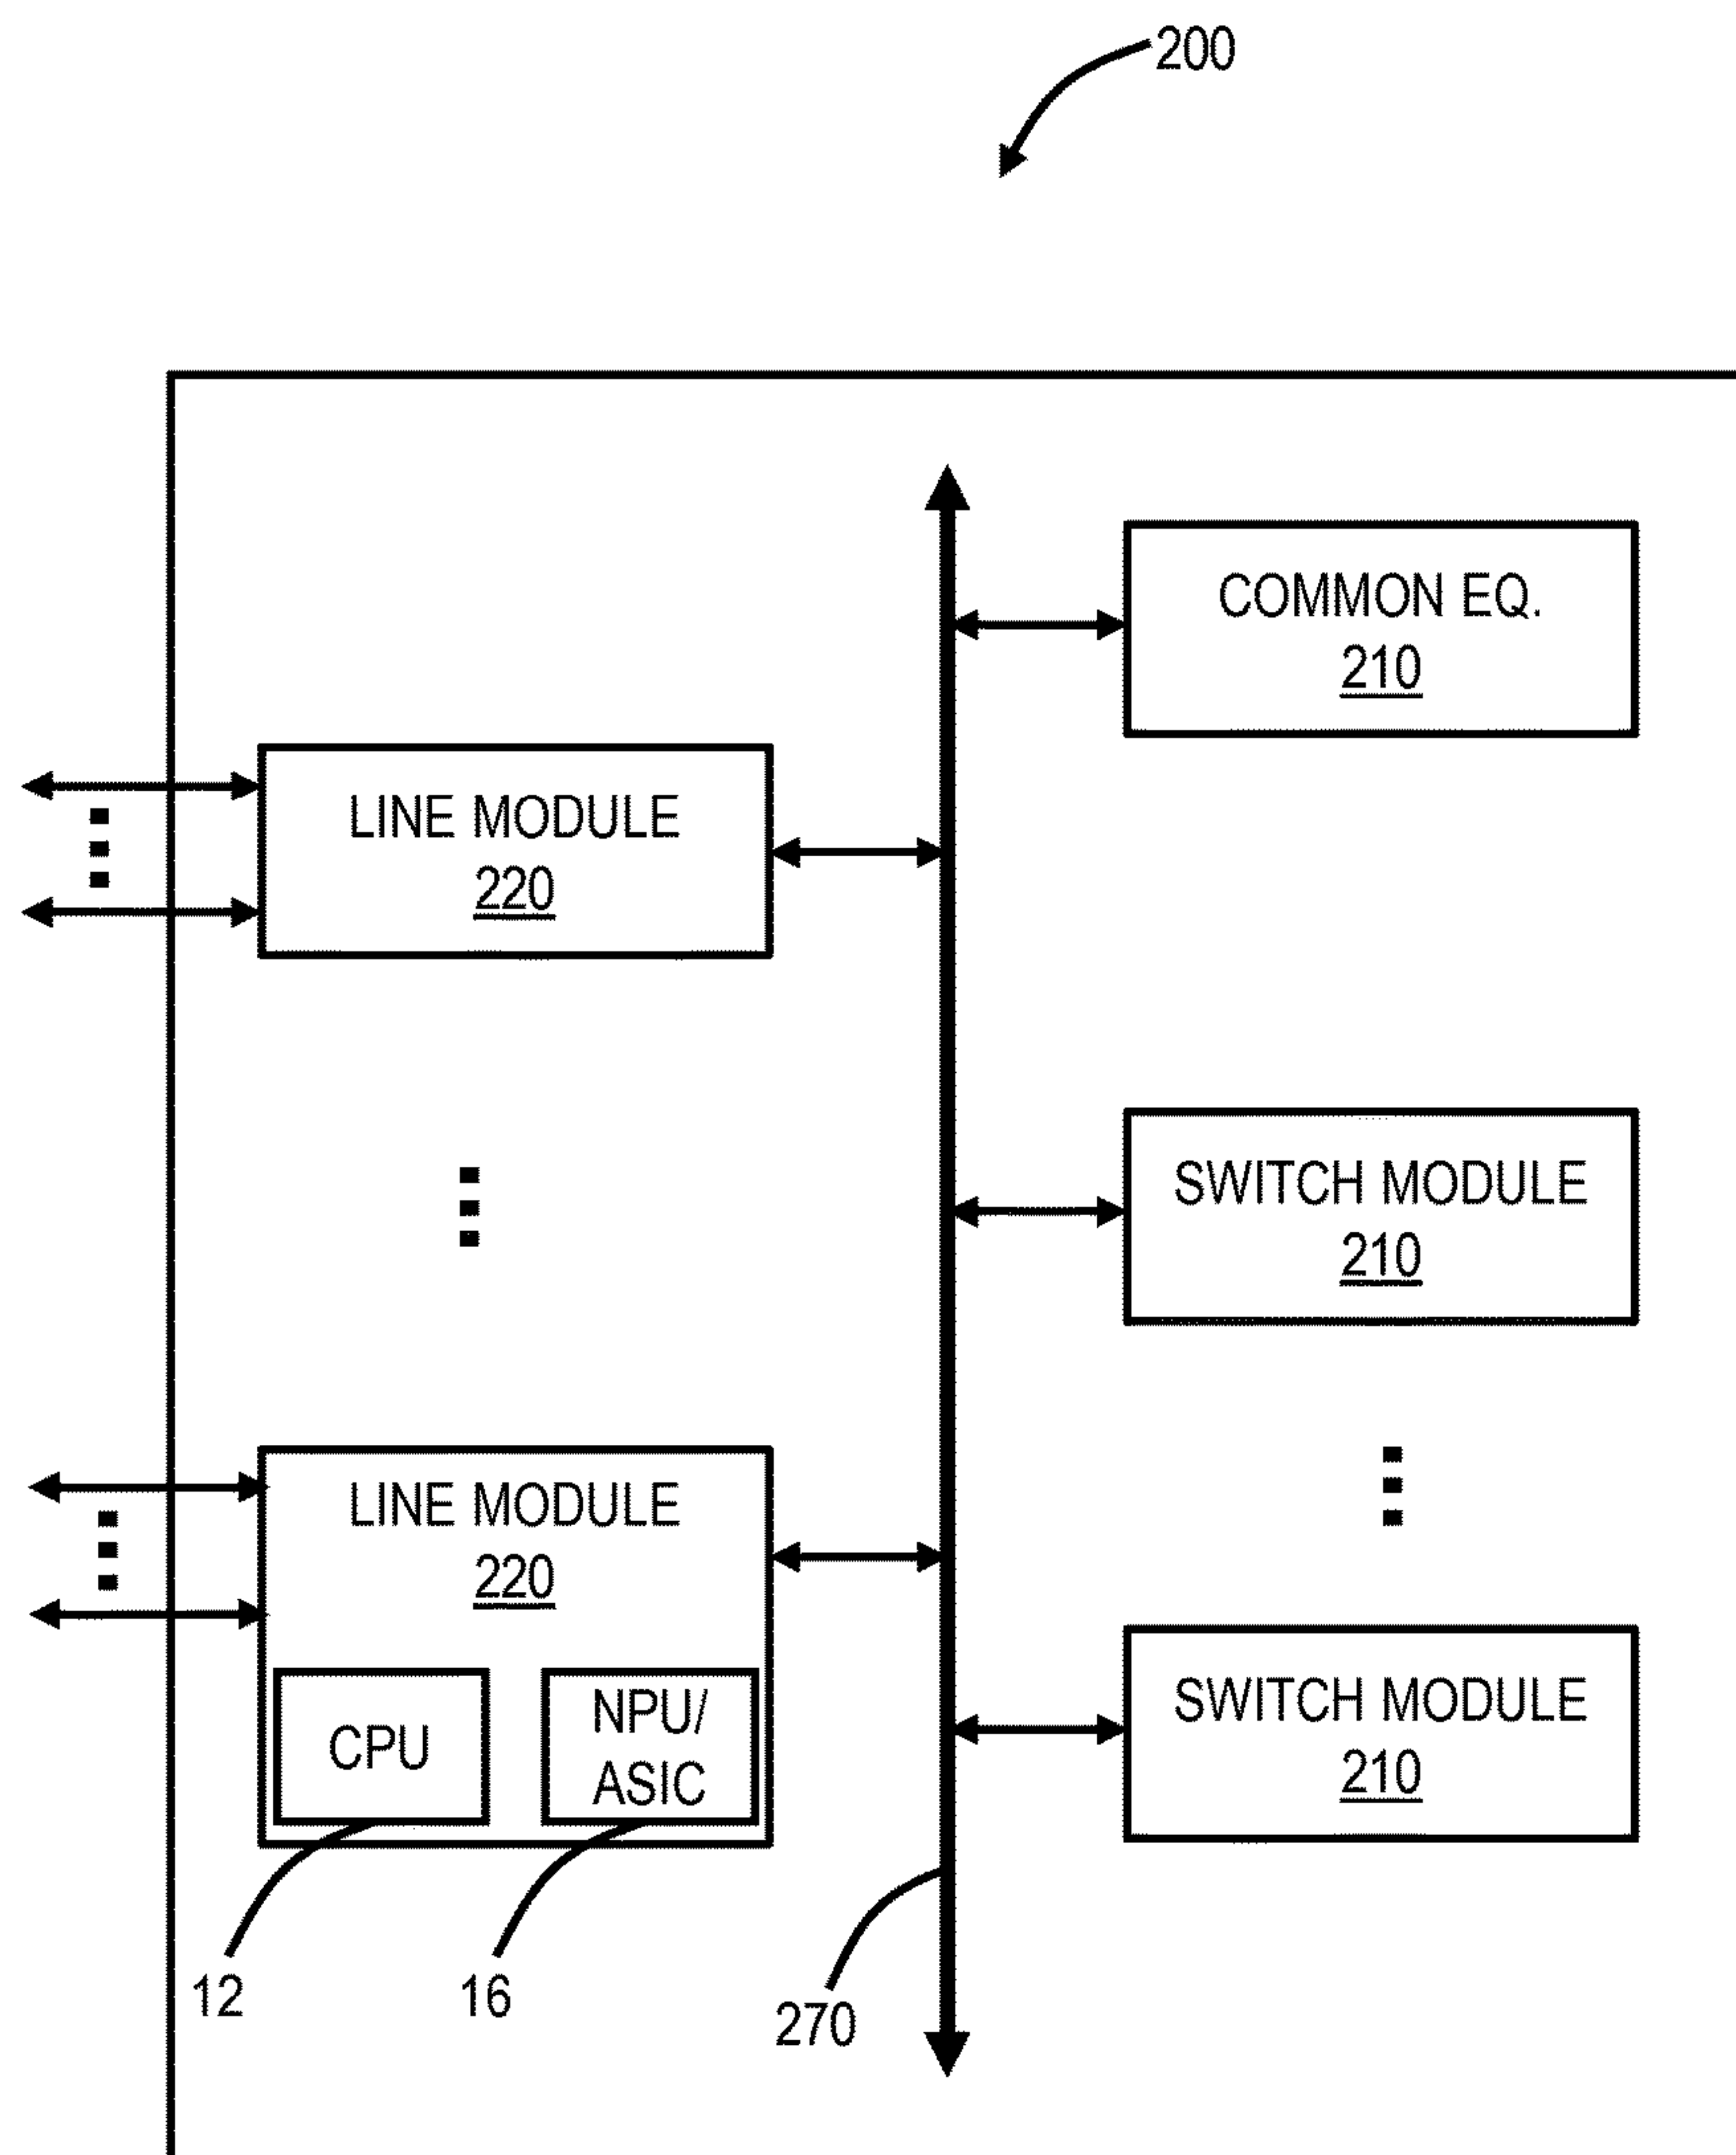 200
COMMON EQ.
210
LINE MODULE
220
SWITCH MODULE
210
LINE MODULE
220
CPU
NPU/
ASIC
SWITCH MODULE
210
12
16
270